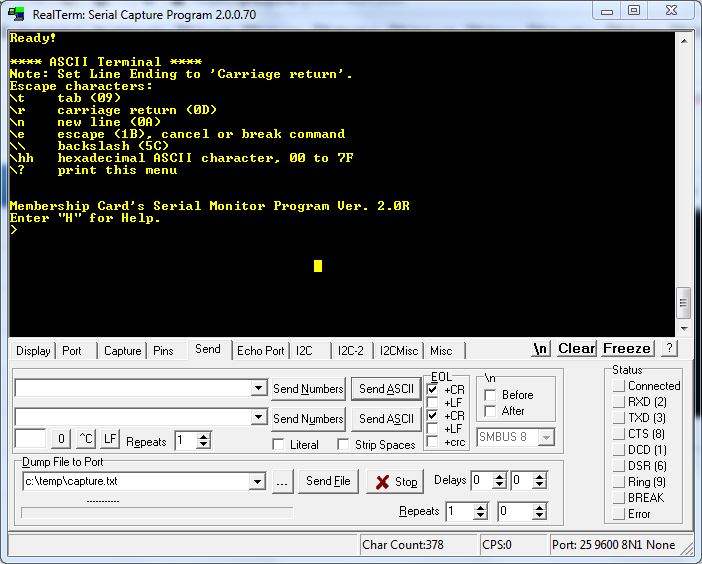 RealTerm: Serial Capture Program 2.0.0.70
Ready!
**** ASCII Terminal ****
Note: Set Line Ending to 'Carriage return'.
Escape characters:
\t tab (09)
\r carriage return (0D)
\n new line (0A)
\e escape (1B), cancel or break command
\\ backslash (5C)
\hh hexadecimal ASCII character, 00 to 7F
\? print this menu
Membership Card's Serial Monitor Program Ver. 2.0R
Enter "H" for Help.
>
Display Port Capture Pins Send Echo Port I2C I2C-2 I2CMisc Misc \n Clear Freeze ?
EOL \n Status
Send Numbers Send ASCII +CR Before Connected
+LF After RXD (2)
Send Numbers Send ASCII +CR TXD (3)
+LF CTS (8)
0 ^C LF Repeats 1 Literal Strip Spaces +crc SMBUS 8 DCD (1)
Dump File to Port DSR (6)
c:\temp\capture.txt ... Send File Stop Delays 0 0 Ring (9)
----------- BREAK
Repeats 1 0 Error
Char Count:378 CPS:0 Port: 25 9600 8N1 None